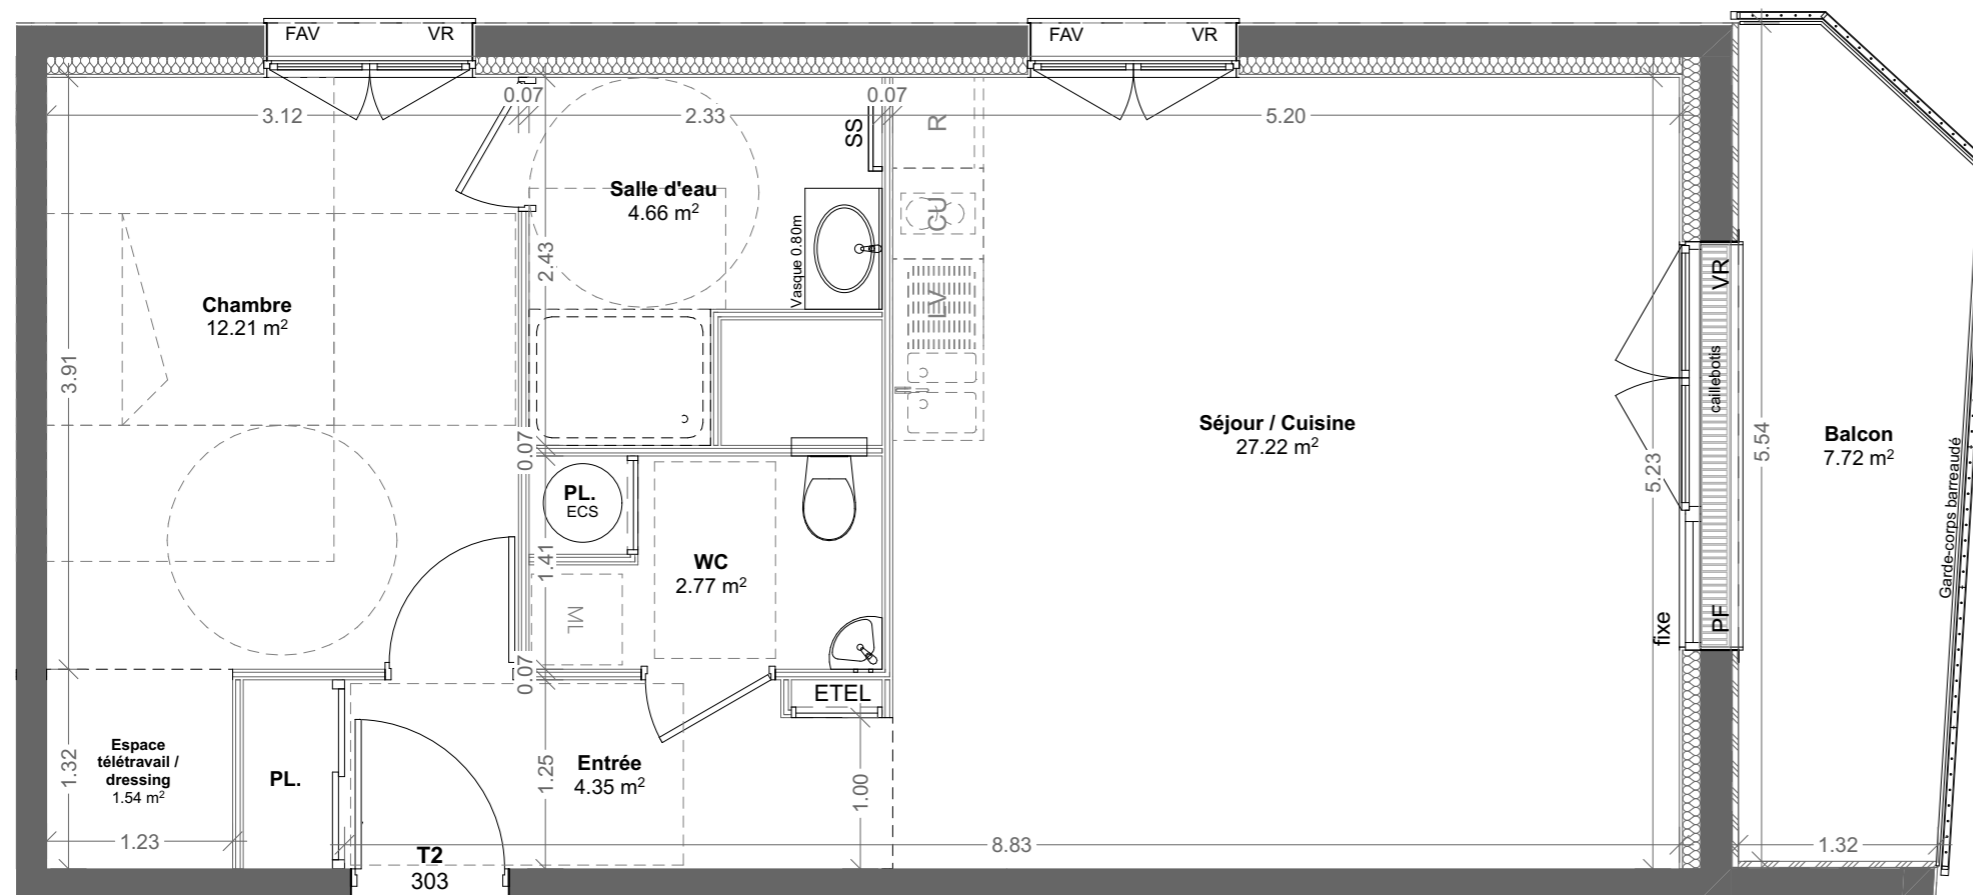 FAV VR
FAV VR
0.07
0.07
3.12
2.33
5.20
SS
R
Salle d'eau
4.66 m²
CU
Vasque 0.80m
2.43
VR
LV
Chambre
12.21 m²
3.91
caillebotis
Séjour / Cuisine
27.22 m²
5.54
Balcon
7.72 m²
0.07
5.23
Garde-corps barreaudé
PL.
ECS
1.41
WC
2.77 m²
ML
PF
fixe
0.07
ETEL
Espace
télétravail /
dressing
1.54 m²
1.32
PL.
Entrée
4.35 m²
1.25
1.00
1.23
8.83
1.32
T2
303